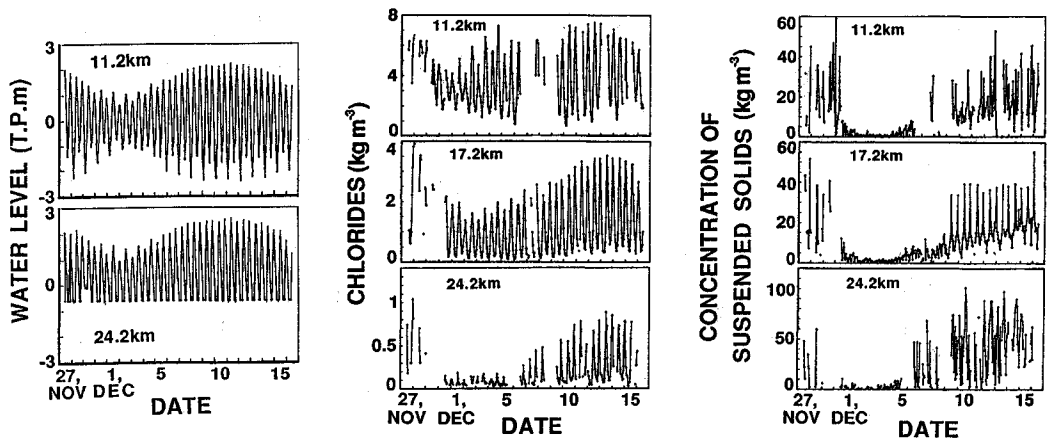 WATER LEVEL (T.P.m)
3
11.2km
0
-3
3
0
24.2km
-3
27, 1, 5 10 15
NOV DEC
DATE
CHLORIDES (kg m⁻³)
8
11.2km
4
0
4
17.2km
2
0
24.2km
1
0.5
0
27, 1, 5 10 15
NOV DEC
DATE
CONCENTRATION OF
SUSPENDED SOLIDS (kg m⁻³)
60
11.2km
40
20
0
60
17.2km
40
20
0
24.2km
100
50
0
27, 1, 5 10 15
NOV DEC
DATE